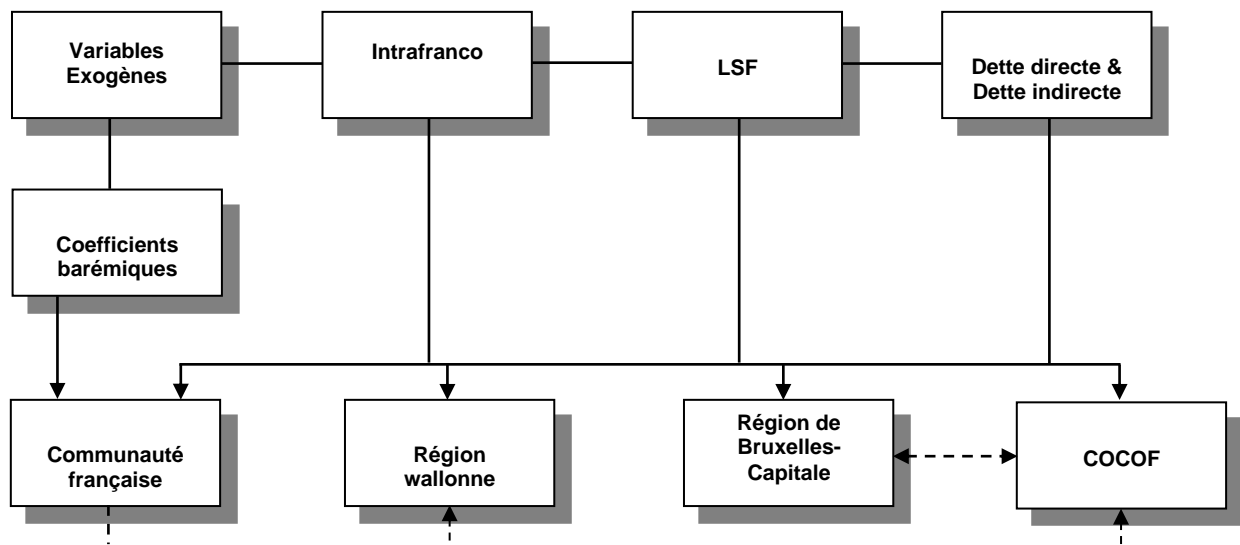 Variables
Exogènes
Intrafranco
LSF
Dette directe &
Dette indirecte
Coefficients
barémiques
Communauté
française
Région
wallonne
Région de
Bruxelles-
Capitale
COCOF